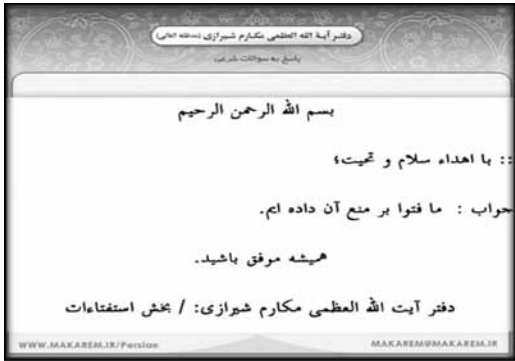 دفتر آیة الله العظمی مکارم شیرازی (مدظله العالی)
پاسخ به سوالات شرعی
بسم الله الرحمن الرحیم
:: با اهداء سلام و تحیت؛
جواب : ما فتوا بر منع آن داده ایم.
همیشه موفق باشید.
دفتر آیت الله العظمی مکارم شیرازی: / بخش استفتاءات
WWW.MAKAREM.IR/Persian
MAKAREM@MAKAREM.IR